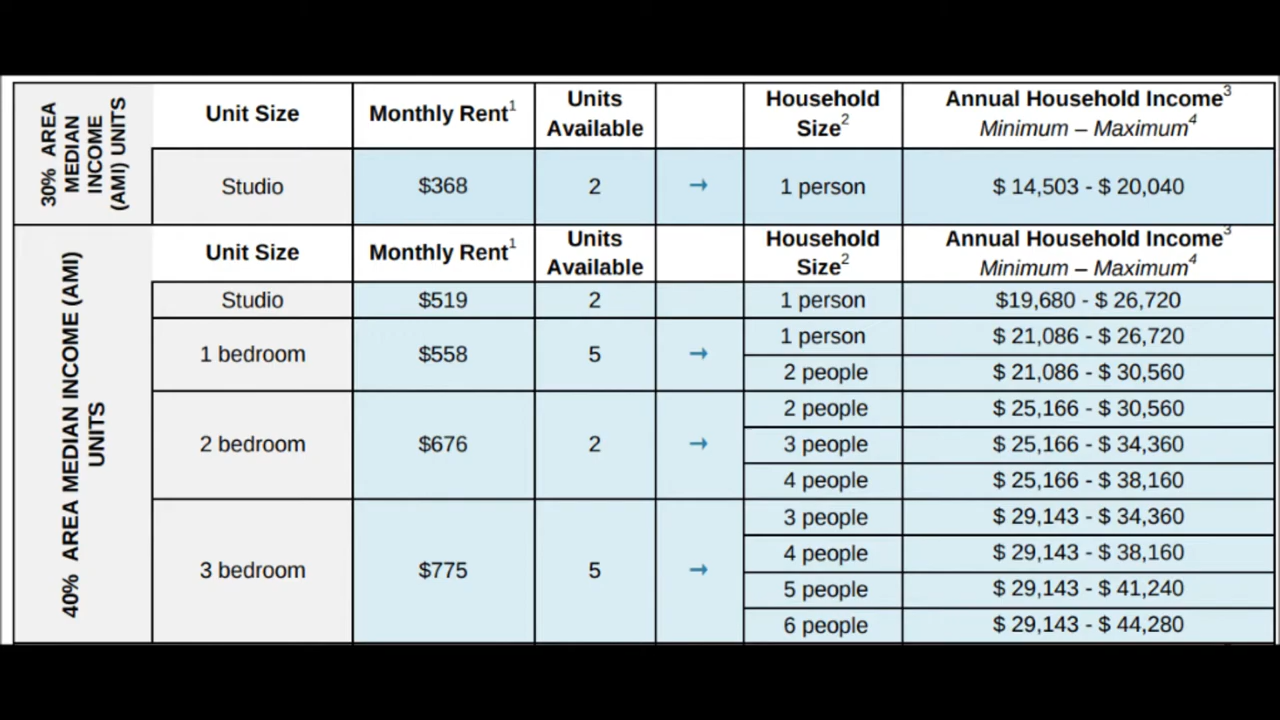 30% AREA
MEDIAN
INCOME
(AMI) UNITS
Unit Size Monthly Rent1 Units Available Household Size2 Annual Household Income3 Minimum – Maximum4
Studio $368 2 → 1 person $ 14,503 - $ 20,040
40% AREA MEDIAN INCOME (AMI)
UNITS
Unit Size Monthly Rent1 Units Available Household Size2 Annual Household Income3 Minimum – Maximum4
Studio $519 2 1 person $19,680 - $ 26,720
1 bedroom $558 5 → 1 person $ 21,086 - $ 26,720
2 people $ 21,086 - $ 30,560
2 bedroom $676 2 → 2 people $ 25,166 - $ 30,560
3 people $ 25,166 - $ 34,360
4 people $ 25,166 - $ 38,160
3 bedroom $775 5 → 3 people $ 29,143 - $ 34,360
4 people $ 29,143 - $ 38,160
5 people $ 29,143 - $ 41,240
6 people $ 29,143 - $ 44,280